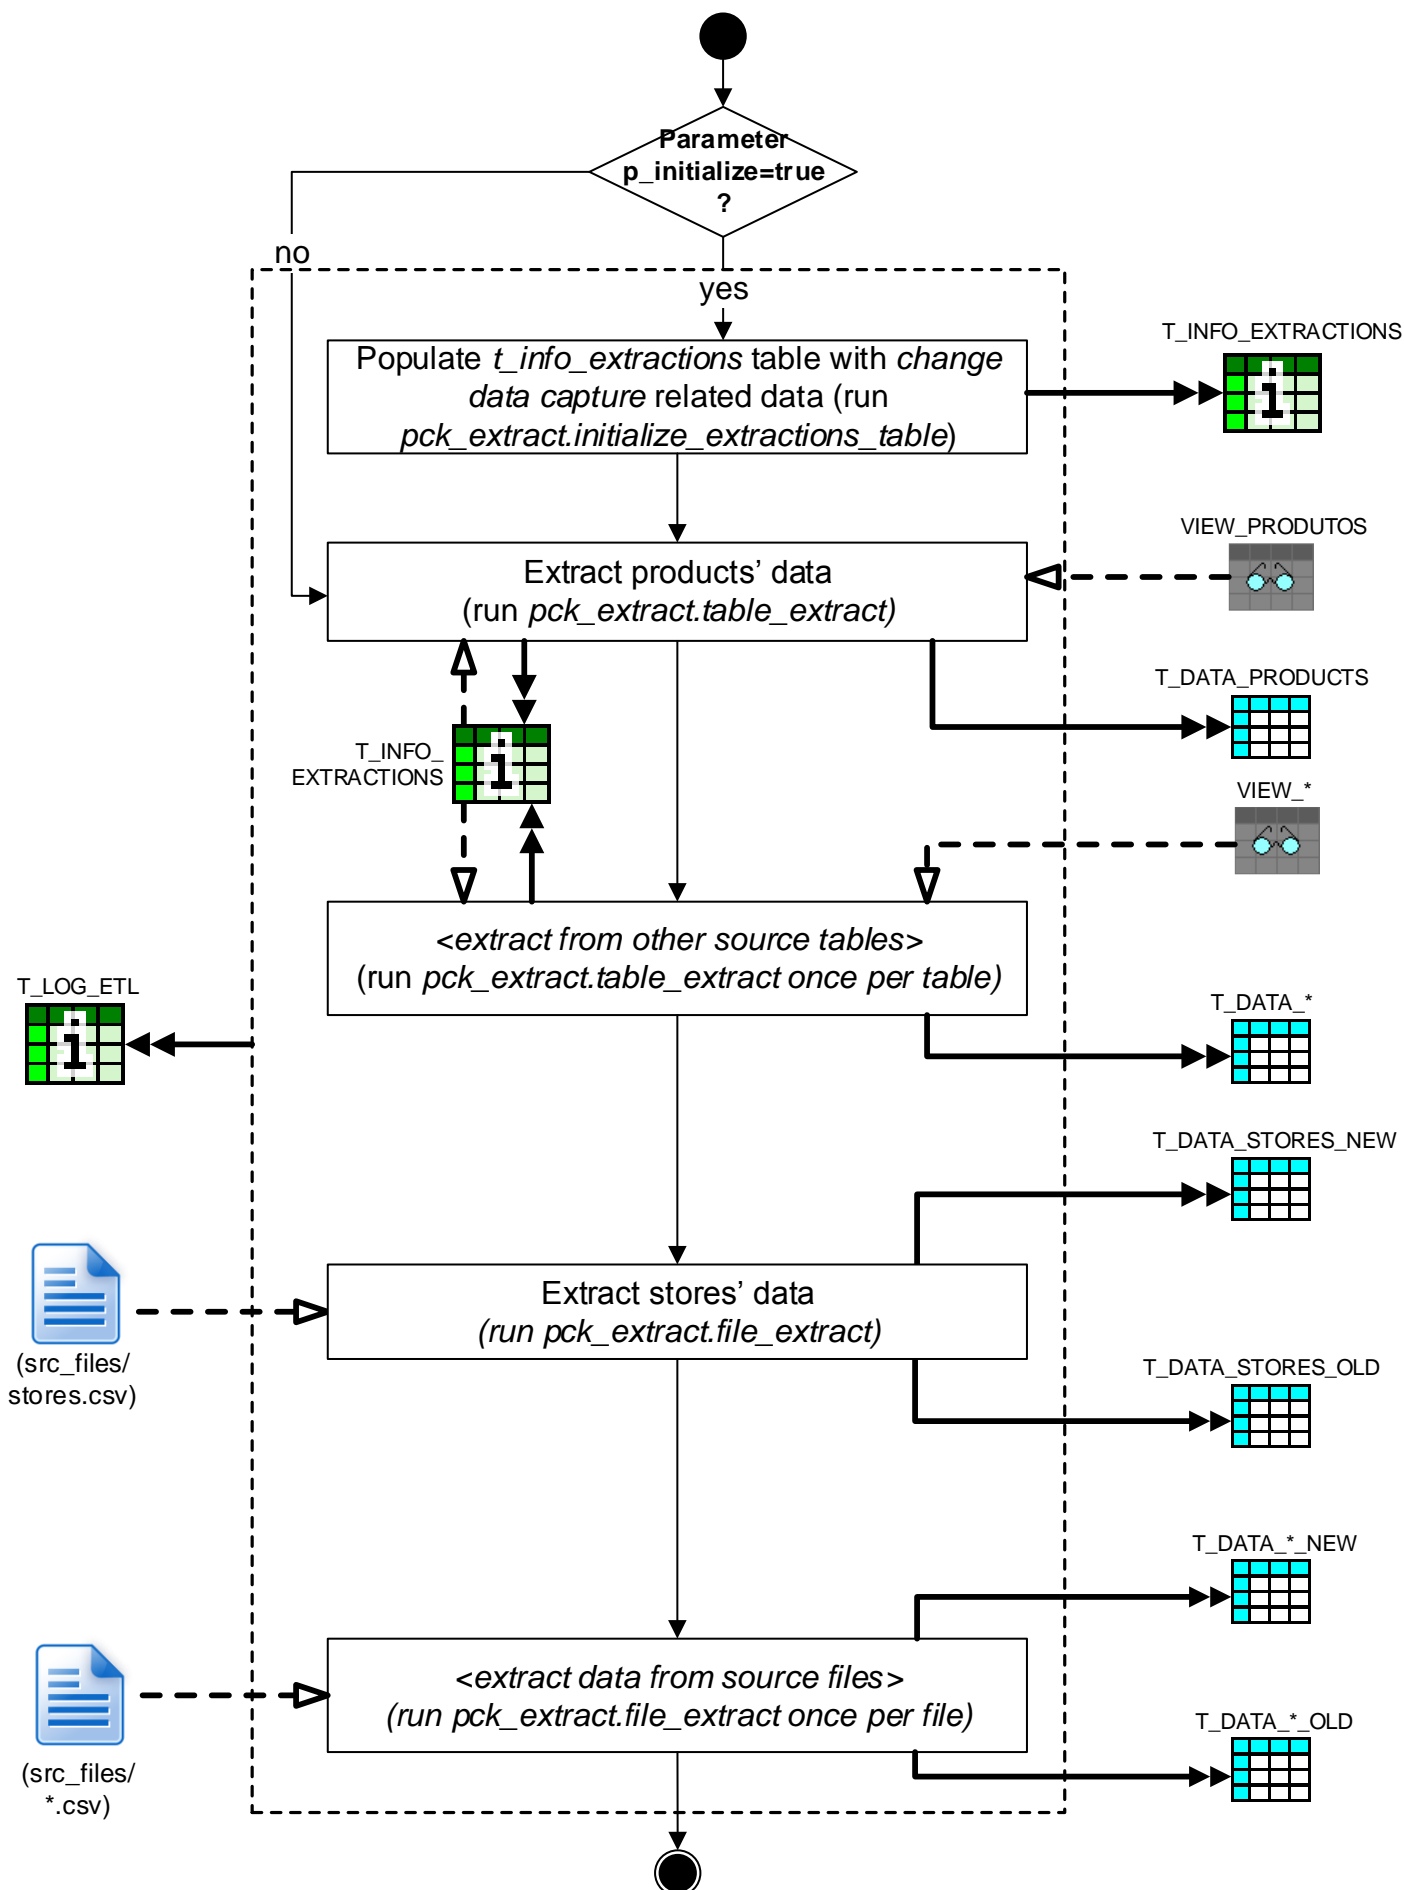 Parameter
p_initialize=true
?
no
yes
T_INFO_EXTRACTIONS
Populate t_info_extractions table with change
data capture related data (run
pck_extract.initialize_extractions_table)
VIEW_PRODUTOS
Extract products’ data
(run pck_extract.table_extract)
T_DATA_PRODUCTS
T_INFO_
EXTRACTIONS
VIEW_*
<extract from other source tables>
(run pck_extract.table_extract once per table)
T_LOG_ETL
T_DATA_*
T_DATA_STORES_NEW
Extract stores’ data
(run pck_extract.file_extract)
(src_files/
stores.csv)
T_DATA_STORES_OLD
T_DATA_*_NEW
<extract data from source files>
(run pck_extract.file_extract once per file)
T_DATA_*_OLD
(src_files/
*.csv)